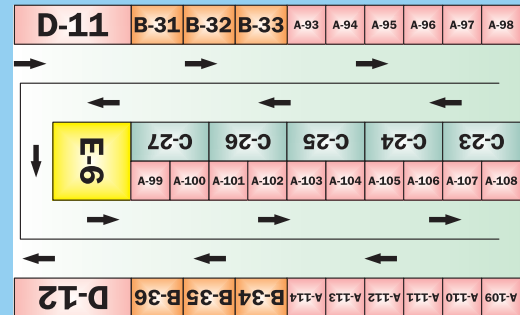 D-11 B-31 B-32 B-33 A-93 A-94 A-95 A-96 A-97 A-98
C-27 C-26 C-25 C-24 C-23
E-6
A-99 A-100 A-101 A-102 A-103 A-104 A-105 A-106 A-107 A-108
D-12 B-36 B-35 B-34 A-114 A-113 A-112 A-111 A-110 A-109